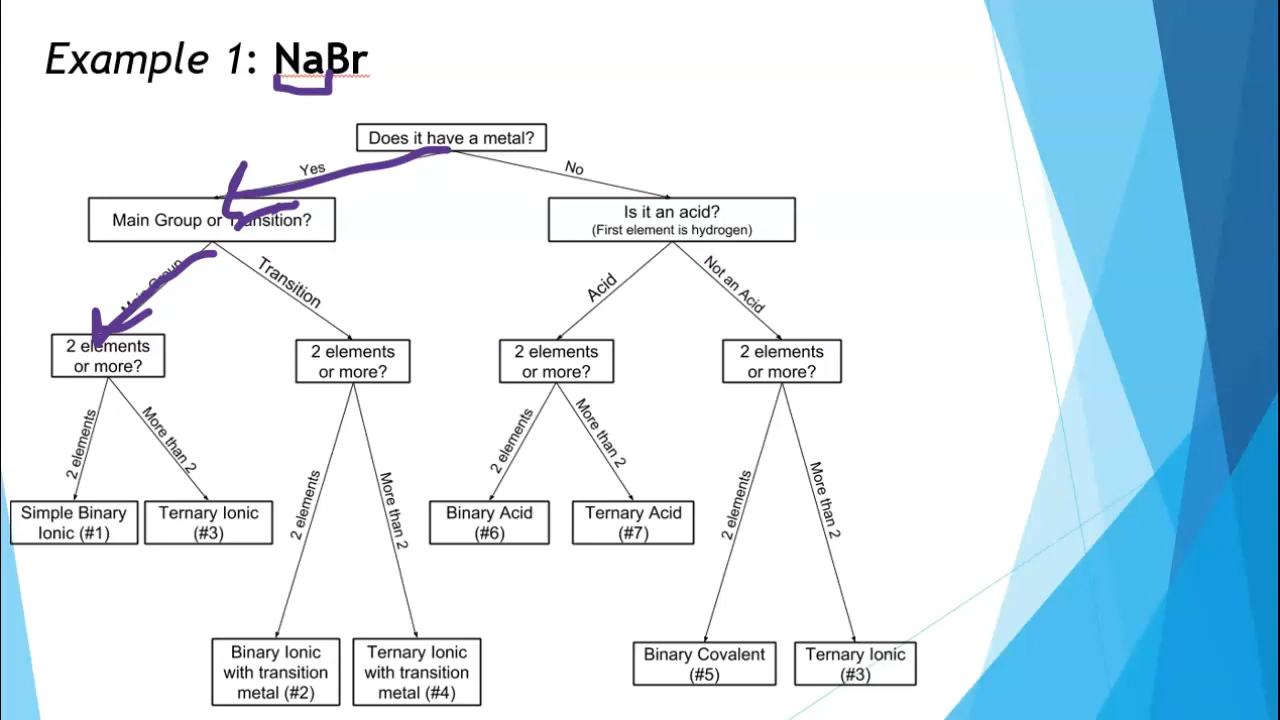 Example 1: NaBr
Does it have a metal?
Yes
No
Main Group or Transition?
Is it an acid?
(First element is hydrogen)
Main Group
Transition
Acid
Not an Acid
2 elements
or more?
2 elements
or more?
2 elements
or more?
2 elements
or more?
2 elements
More than 2
2 elements
More than 2
2 elements
More than 2
2 elements
More than 2
Simple Binary
Ionic (#1)
Ternary Ionic
(#3)
Binary Acid
(#6)
Ternary Acid
(#7)
Binary Ionic
with transition
metal (#2)
Ternary Ionic
with transition
metal (#4)
Binary Covalent
(#5)
Ternary Ionic
(#3)